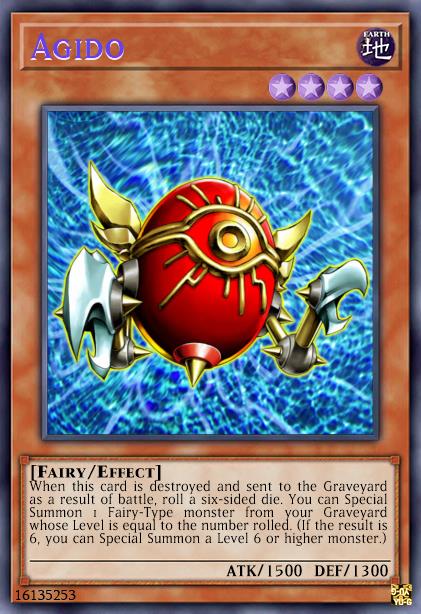 Agido
EARTH
地
[Fairy/Effect]
When this card is destroyed and sent to the Graveyard
as a result of battle, roll a six-sided die. You can Special
Summon 1 Fairy-Type monster from your Graveyard
whose Level is equal to the number rolled. (If the result is
6, you can Special Summon a Level 6 or higher monster.)
ATK/1500 DEF/1300
16135253